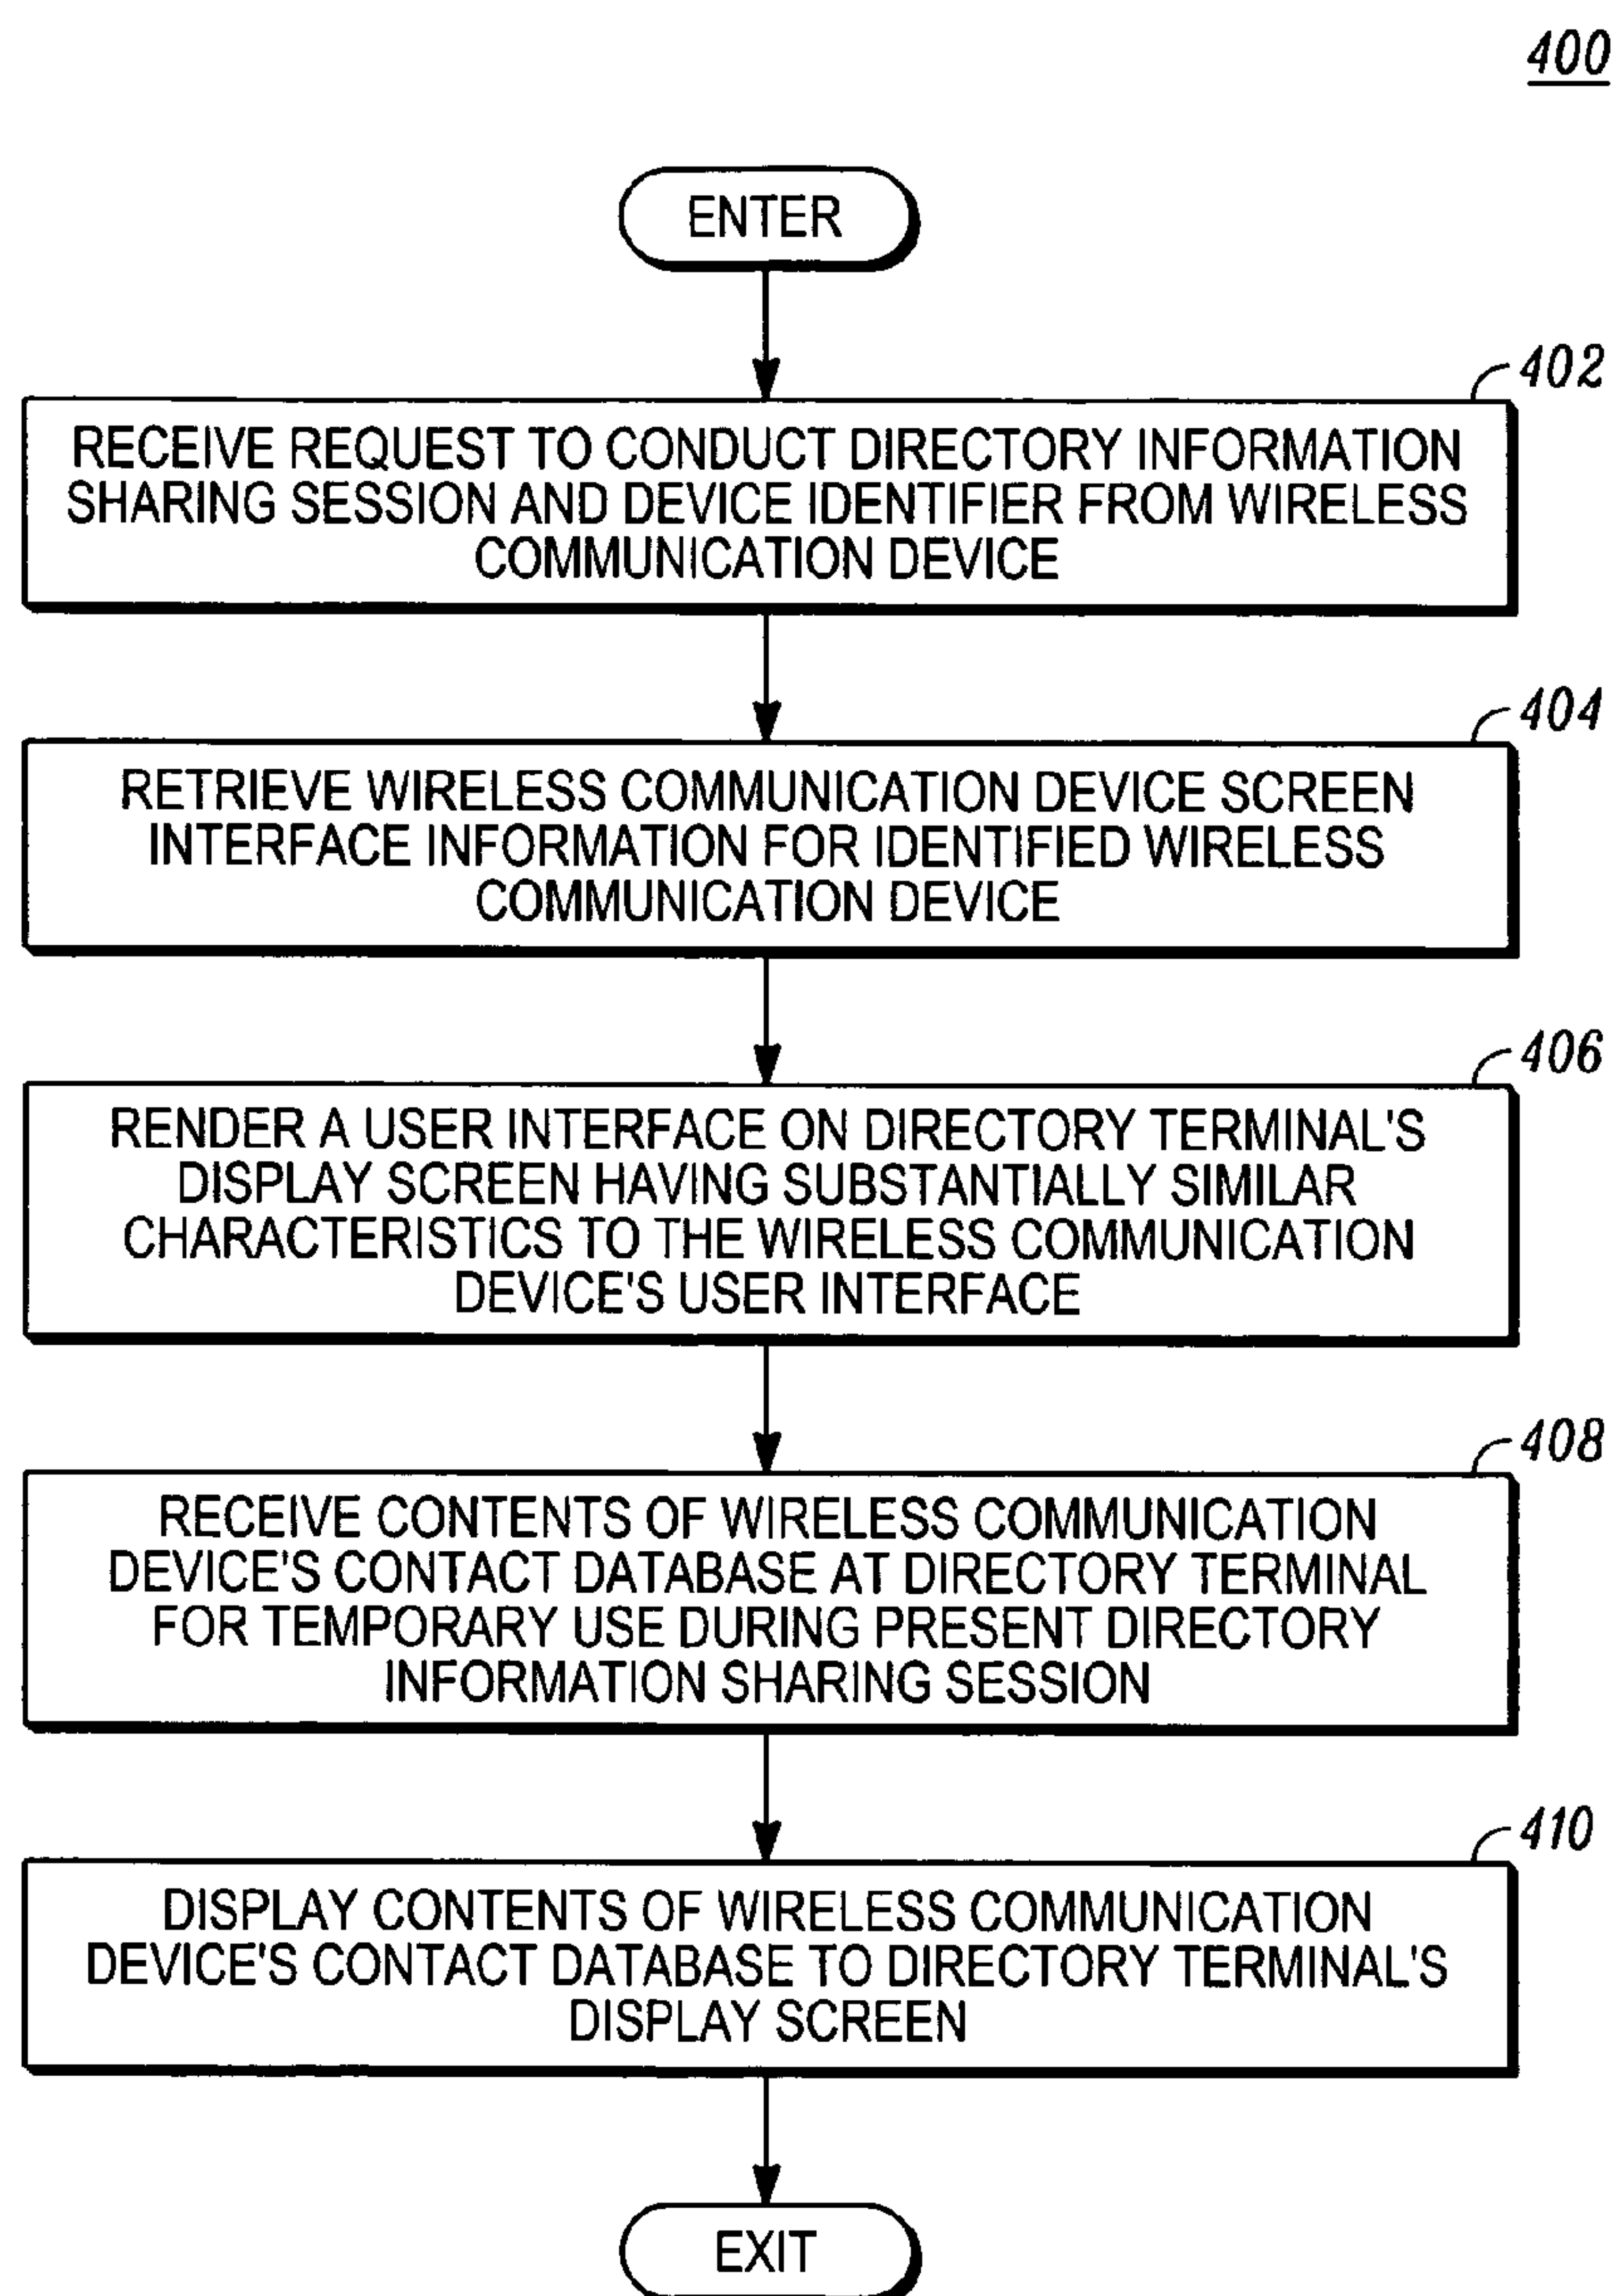 400
ENTER
402
RECEIVE REQUEST TO CONDUCT DIRECTORY INFORMATION
SHARING SESSION AND DEVICE IDENTIFIER FROM WIRELESS
COMMUNICATION DEVICE
404
RETRIEVE WIRELESS COMMUNICATION DEVICE SCREEN
INTERFACE INFORMATION FOR IDENTIFIED WIRELESS
COMMUNICATION DEVICE
406
RENDER A USER INTERFACE ON DIRECTORY TERMINAL'S
DISPLAY SCREEN HAVING SUBSTANTIALLY SIMILAR
CHARACTERISTICS TO THE WIRELESS COMMUNICATION
DEVICE'S USER INTERFACE
408
RECEIVE CONTENTS OF WIRELESS COMMUNICATION
DEVICE'S CONTACT DATABASE AT DIRECTORY TERMINAL
FOR TEMPORARY USE DURING PRESENT DIRECTORY
INFORMATION SHARING SESSION
410
DISPLAY CONTENTS OF WIRELESS COMMUNICATION
DEVICE'S CONTACT DATABASE TO DIRECTORY TERMINAL'S
DISPLAY SCREEN
EXIT